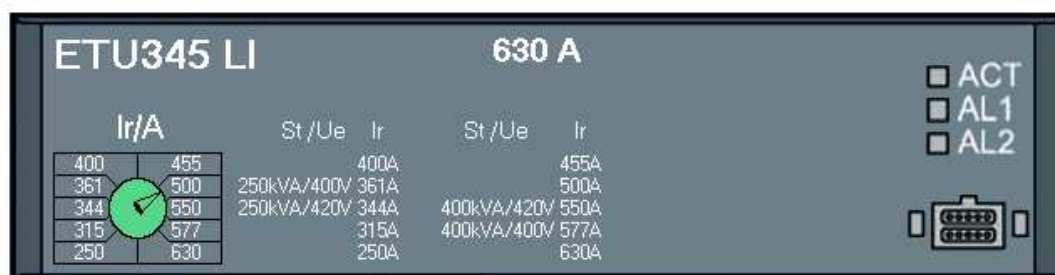 ETU345 LI 630 A
ACT
AL1
AL2
Ir/A St/Ue Ir St/Ue Ir
400 455 400A 455A
361 500 250kVA/400V 361A 500A
344 550 250kVA/420V 344A 400kVA/420V 550A
315 577 315A 400kVA/400V 577A
250 630 250A 630A